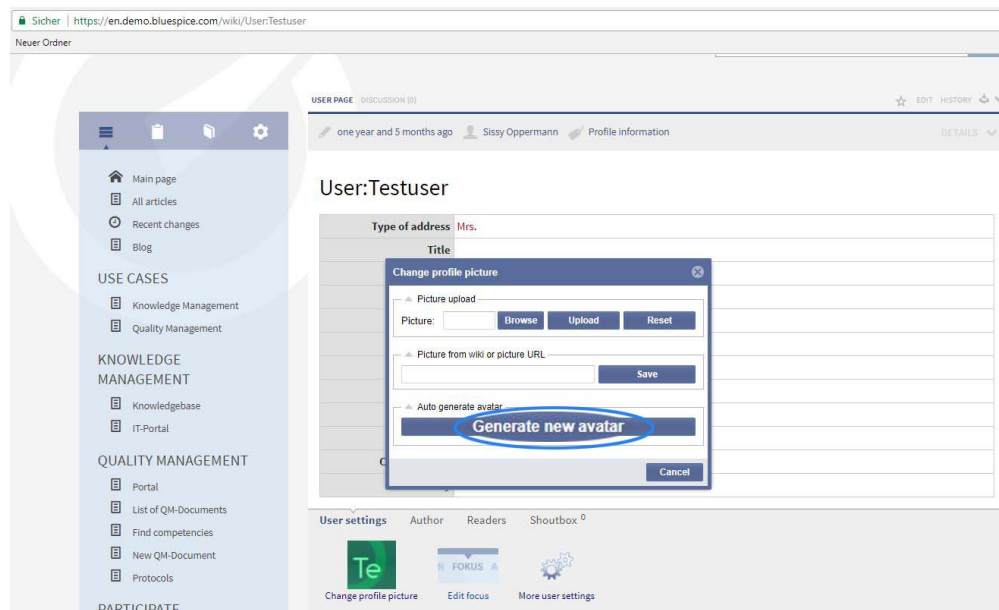 Sicher | https://en.demo.bluespice.com/wiki/User:Testuser
Neuer Ordner
USER PAGE DISCUSSION (0)
EDIT HISTORY
one year and 5 months ago Sissy Oppermann Profile information
DETAILS
Main page
All articles
Recent changes
Blog
USE CASES
Knowledge Management
Quality Management
KNOWLEDGE
MANAGEMENT
Knowledgebase
IT-Portal
QUALITY MANAGEMENT
Portal
List of QM-Documents
Find competencies
New QM-Document
Protocols
PARTICIPATE
User:Testuser
Type of address Mrs.
Title
Change profile picture
Picture upload
Picture: Browse Upload Reset
Picture from wiki or picture URL
Save
Auto generate avatar
Generate new avatar
Cancel
User settings Author Readers Shoutbox 0
Te
N FOKUS A
Change profile picture Edit focus More user settings